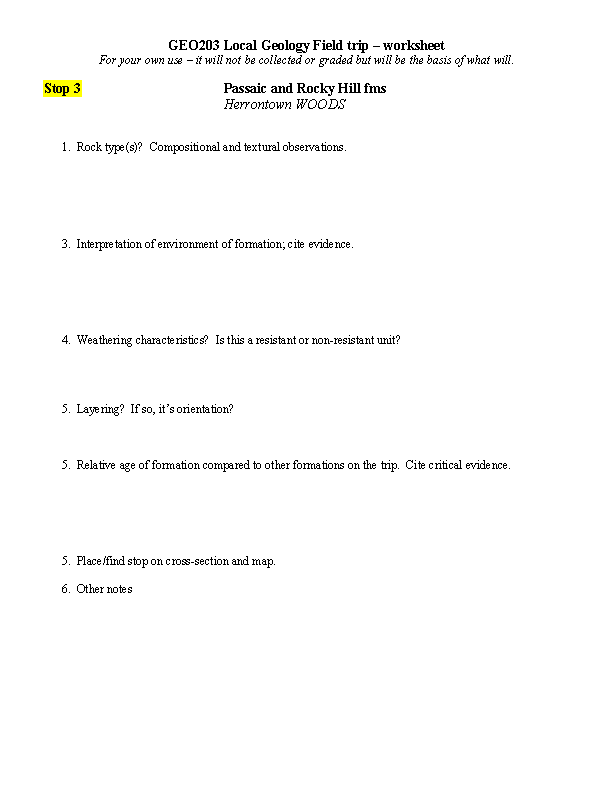 GEO203 Local Geology Field trip – worksheet
For your own use – it will not be collected or graded but will be the basis of what will.
Stop 3 Passaic and Rocky Hill fms
Herrontown WOODS
1. Rock type(s)? Compositional and textural observations.
3. Interpretation of environment of formation; cite evidence.
4. Weathering characteristics? Is this a resistant or non-resistant unit?
5. Layering? If so, it’s orientation?
5. Relative age of formation compared to other formations on the trip. Cite critical evidence.
5. Place/find stop on cross-section and map.
6. Other notes